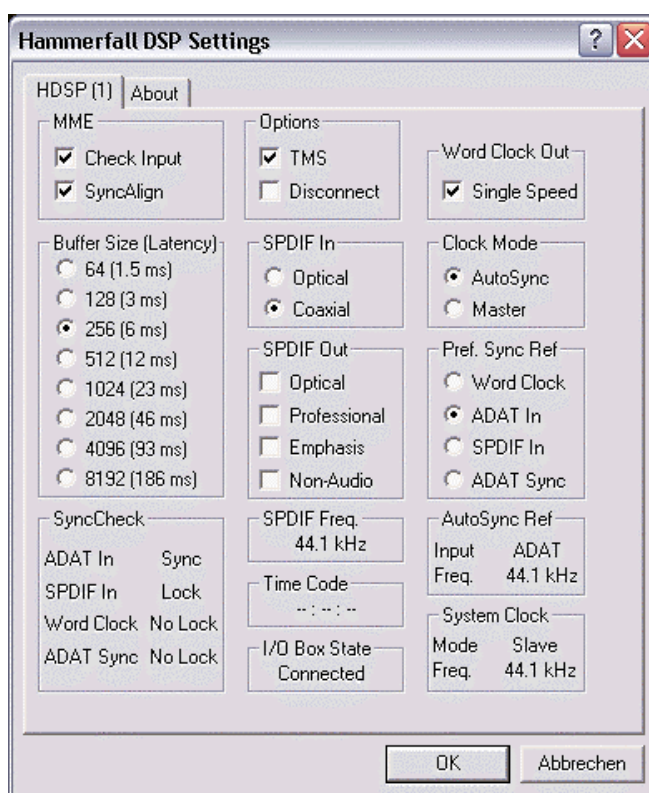 Hammerfall DSP Settings
HDSP (1)
About
MME
Check Input
SyncAlign
Options
TMS
Disconnect
Word Clock Out
Single Speed
Buffer Size (Latency)
64 (1.5 ms)
128 (3 ms)
256 (6 ms)
512 (12 ms)
1024 (23 ms)
2048 (46 ms)
4096 (93 ms)
8192 (186 ms)
SPDIF In
Optical
Coaxial
Clock Mode
AutoSync
Master
SPDIF Out
Optical
Professional
Emphasis
Non-Audio
Pref. Sync Ref
Word Clock
ADAT In
SPDIF In
ADAT Sync
SyncCheck
ADAT In Sync
SPDIF In Lock
Word Clock No Lock
ADAT Sync No Lock
SPDIF Freq.
44.1 kHz
Time Code
-- : -- : --
I/O Box State
Connected
AutoSync Ref
Input ADAT
Freq. 44.1 kHz
System Clock
Mode Slave
Freq. 44.1 kHz
OK
Abbrechen